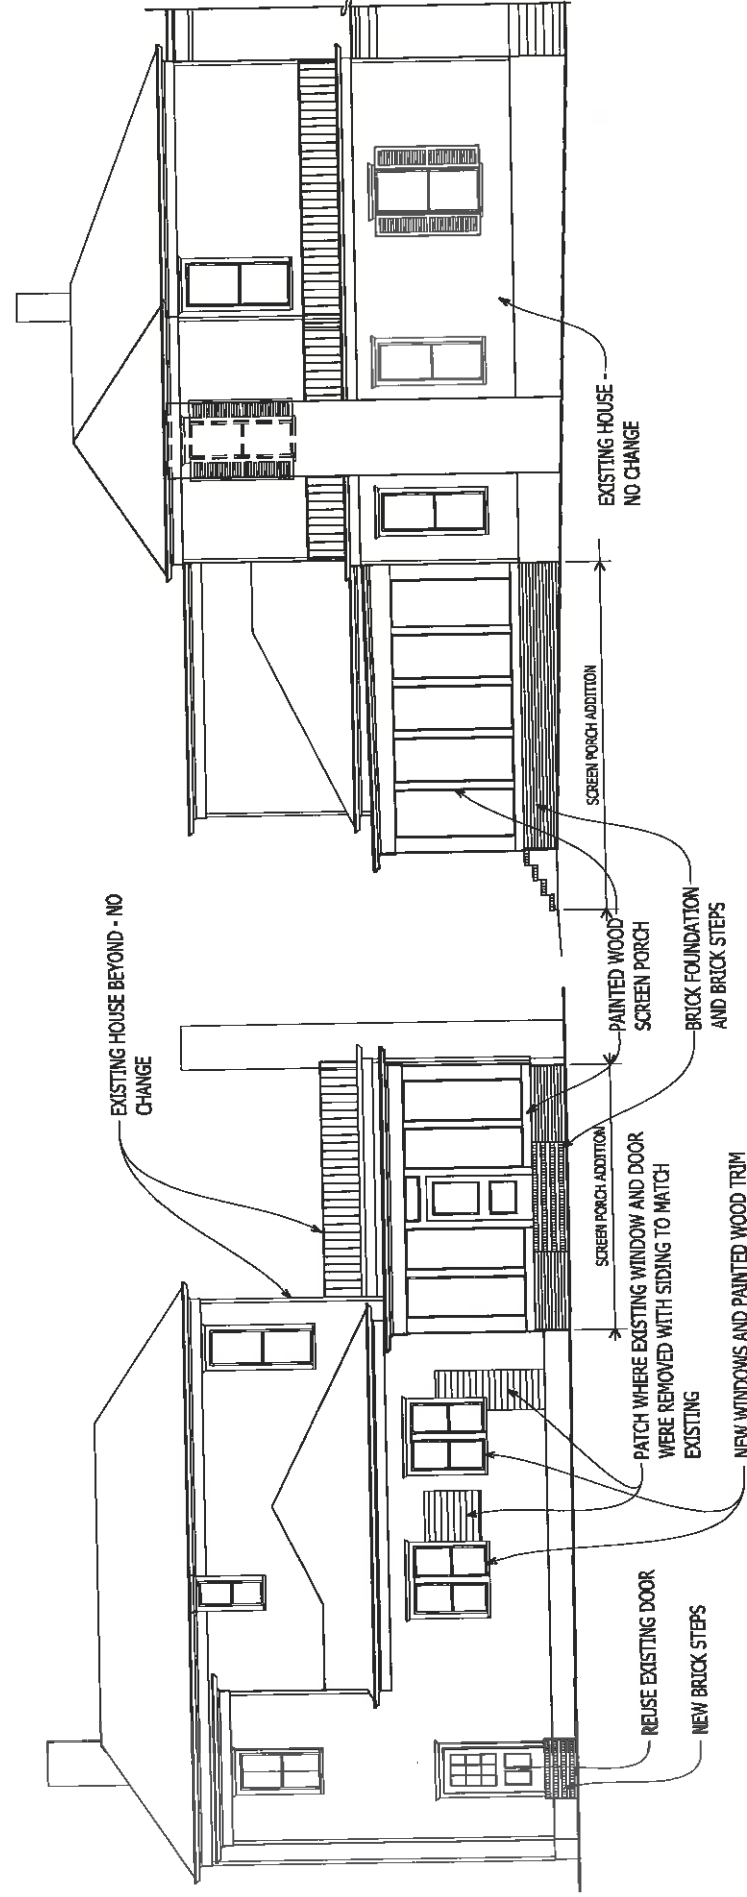 EXISTING HOUSE BEYOND - NO
CHANGE
SCREEN PORCH ADDITION
REUSE EXISTING DOOR
NEW BRICK STEPS
PATCH WHERE EXISTING WINDOW AND DOOR
WERE REMOVED WITH SIDING TO MATCH
EXISTING
NEW WINDOWS AND PAINTED WOOD TRIM
PAINTED WOOD
SCREEN PORCH
BRICK FOUNDATION
AND BRICK STEPS
SCREEN PORCH ADDITION
EXISTING HOUSE -
NO CHANGE